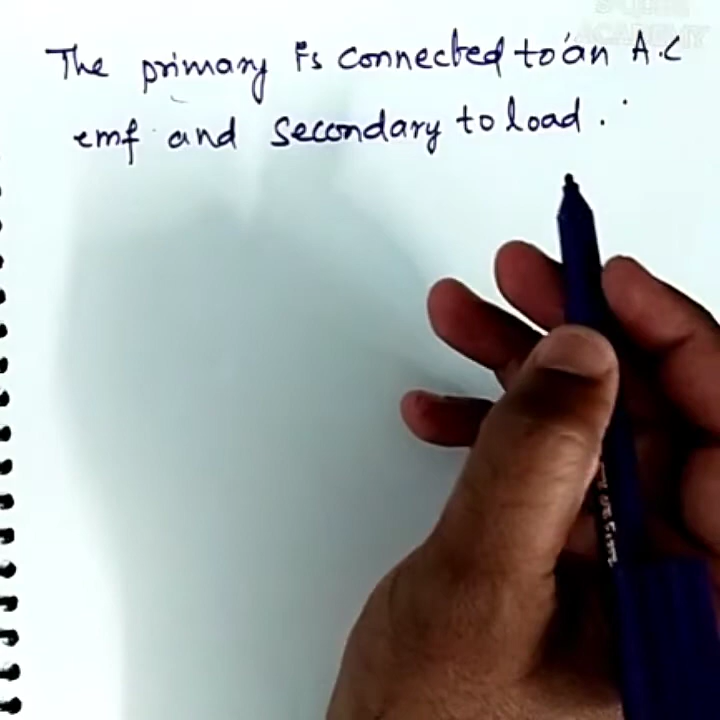 The primary is connected to an A.C
emf and secondary to load.